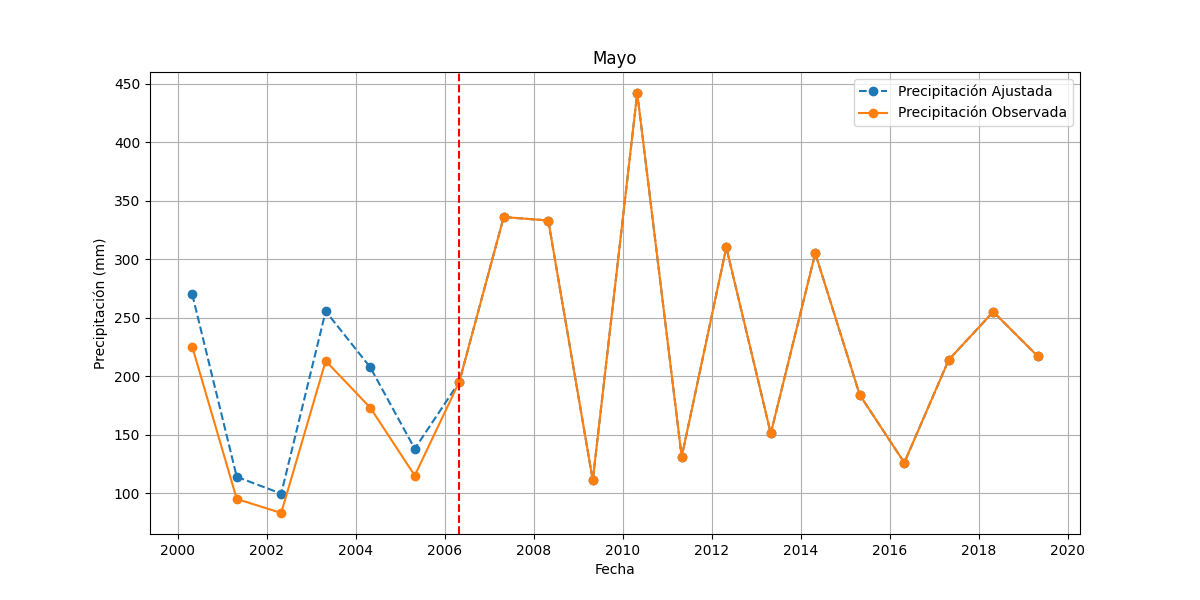 Mayo
Precipitación Ajustada
Precipitación Observada
Precipitación (mm)
450
400
350
300
250
200
150
100
2000 2002 2004 2006 2008 2010 2012 2014 2016 2018 2020
Fecha